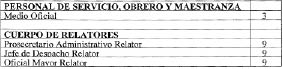 PERSONAL DE SERVICIO, OBRERO Y MAESTRANZA
Medio Oficial 3
CUERPO DE RELATORES
Prosecretario Administrativo Relator 9
Jefe de Despacho Relator 9
Oficial Mayor Relator 9